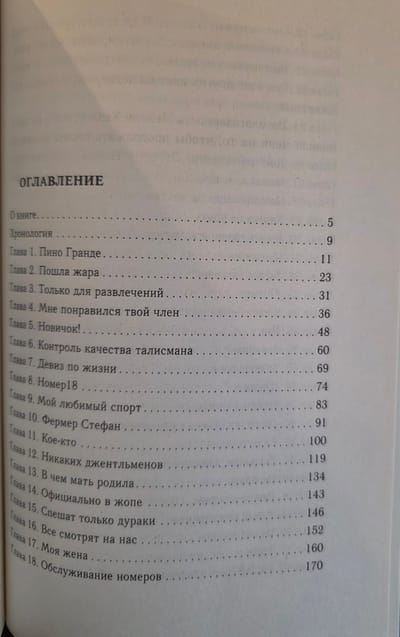 ОГЛАВЛЕНИЕ
О книге. . . . . . . . . . . . . . . . . . . . . . . . . . . . 5
Хронология . . . . . . . . . . . . . . . . . . . . . . . . . . 9
Глава 1. Пино Гранде. . . . . . . . . . . . . . . . . . . . . 11
Глава 2. Пошла жара . . . . . . . . . . . . . . . . . . . . . 23
Глава 3. Только для развлечений . . . . . . . . . . . . . . . 31
Глава 4. Мне понравился твой член . . . . . . . . . . . . . . 36
Глава 5. Новичок! . . . . . . . . . . . . . . . . . . . . . . 48
Глава 6. Контроль качества талисмана . . . . . . . . . . . . 60
Глава 7. Девиз по жизни . . . . . . . . . . . . . . . . . . . 69
Глава 8. Номер18 . . . . . . . . . . . . . . . . . . . . . . 74
Глава 9. Мой любимый спорт . . . . . . . . . . . . . . . . . 83
Глава 10. Фермер Стефан . . . . . . . . . . . . . . . . . . . 91
Глава 11. Кое-кто . . . . . . . . . . . . . . . . . . . . . . 100
Глава 12. Никаких джентльменов . . . . . . . . . . . . . . . 119
Глава 13. В чем мать родила . . . . . . . . . . . . . . . . . 134
Глава 14. Официально в жопе . . . . . . . . . . . . . . . . . 143
Глава 15. Спешат только дураки . . . . . . . . . . . . . . . 146
Глава 16. Все смотрят на нас . . . . . . . . . . . . . . . . 152
Глава 17. Моя жена . . . . . . . . . . . . . . . . . . . . . 160
Глава 18. Обслуживание номеров . . . . . . . . . . . . . . . 170